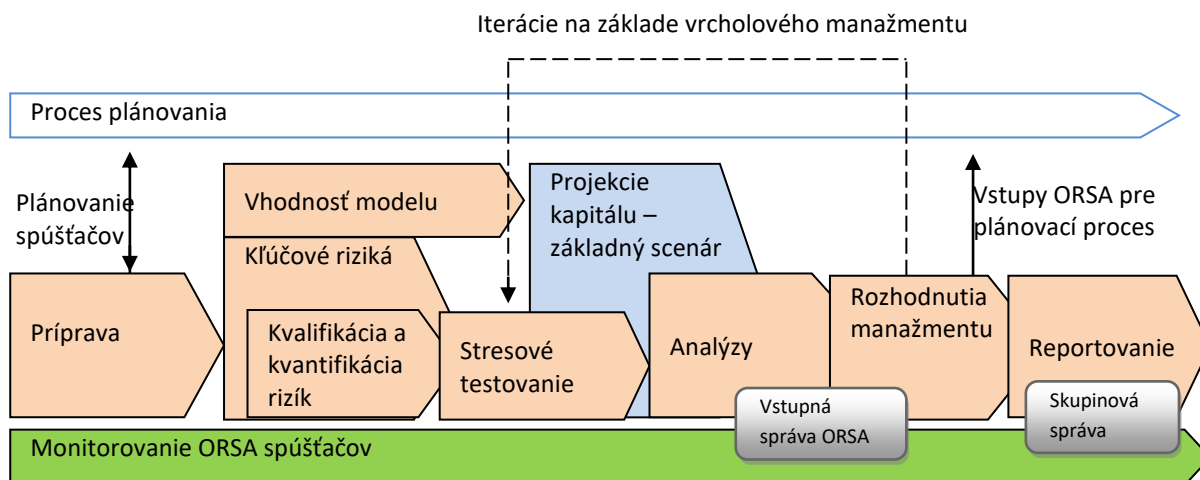 Iterácie na základe vrcholového manažmentu
Proces plánovania
Plánovanie
spúšťačov
Vhodnosť modelu
Projekcie
kapitálu –
základný scenár
Vstupy ORSA pre
plánovací proces
Kľúčové riziká
Príprava
Kvalifikácia a
kvantifikácia
rizík
Stresové
testovanie
Analýzy
Rozhodnutia
manažmentu
Reportovanie
Vstupná
správa ORSA
Skupinová
správa
Monitorovanie ORSA spúšťačov